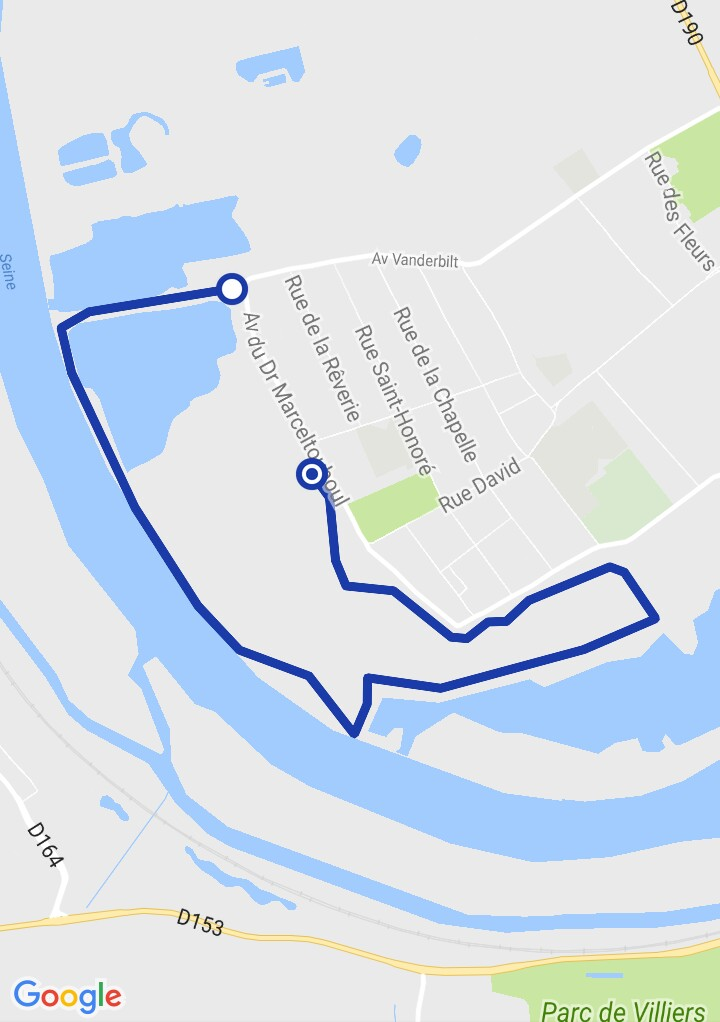 D190
Rue des Fleurs
Seine
Av Vanderbilt
Rue de la Rêverie
Rue de la Chapelle
Av du Dr Marcel
Rue Saint-Honoré
Rue David
D164
D153
Google
Parc de Villiers